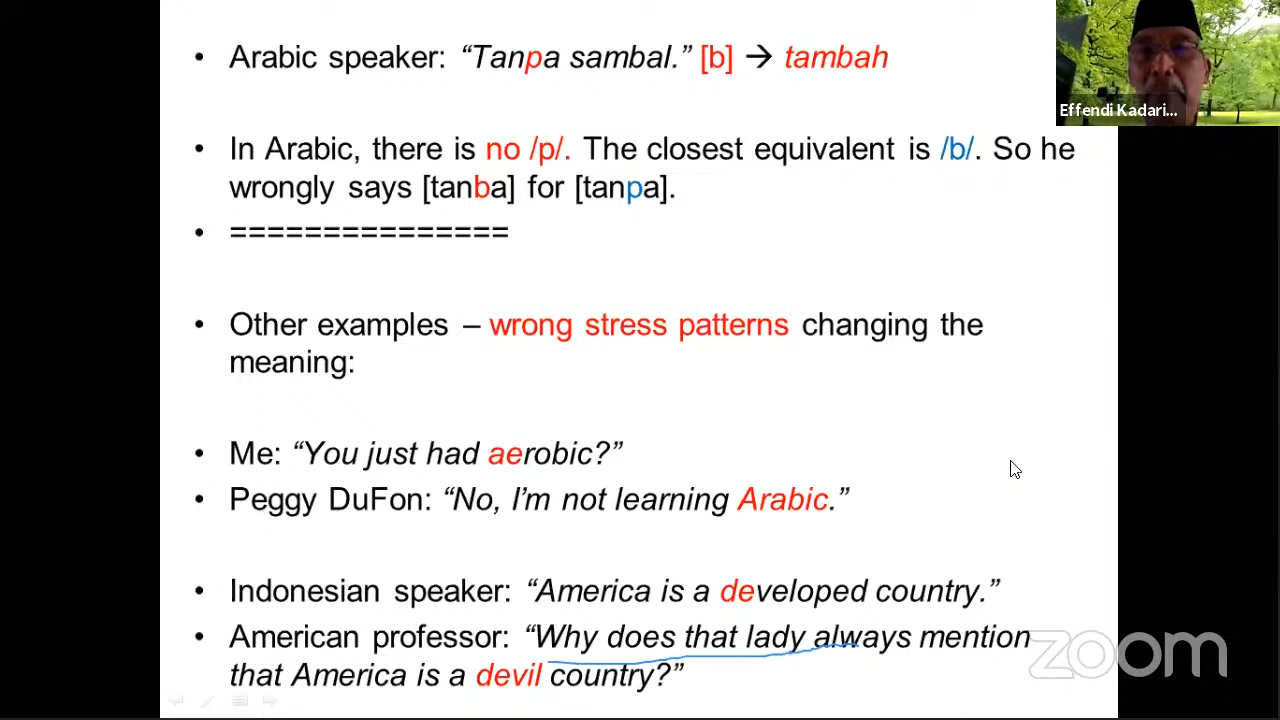 • Arabic speaker: “Tanpa sambal.” [b] → tambah
Effendi Kadari...
• In Arabic, there is no /p/. The closest equivalent is /b/. So he
wrongly says [tanba] for [tanpa].
• ===============
• Other examples – wrong stress patterns changing the
meaning:
• Me: “You just had aerobic?”
• Peggy DuFon: “No, I’m not learning Arabic.”
• Indonesian speaker: “America is a developed country.”
• American professor: “Why does that lady always mention
that America is a devil country?”
zoom